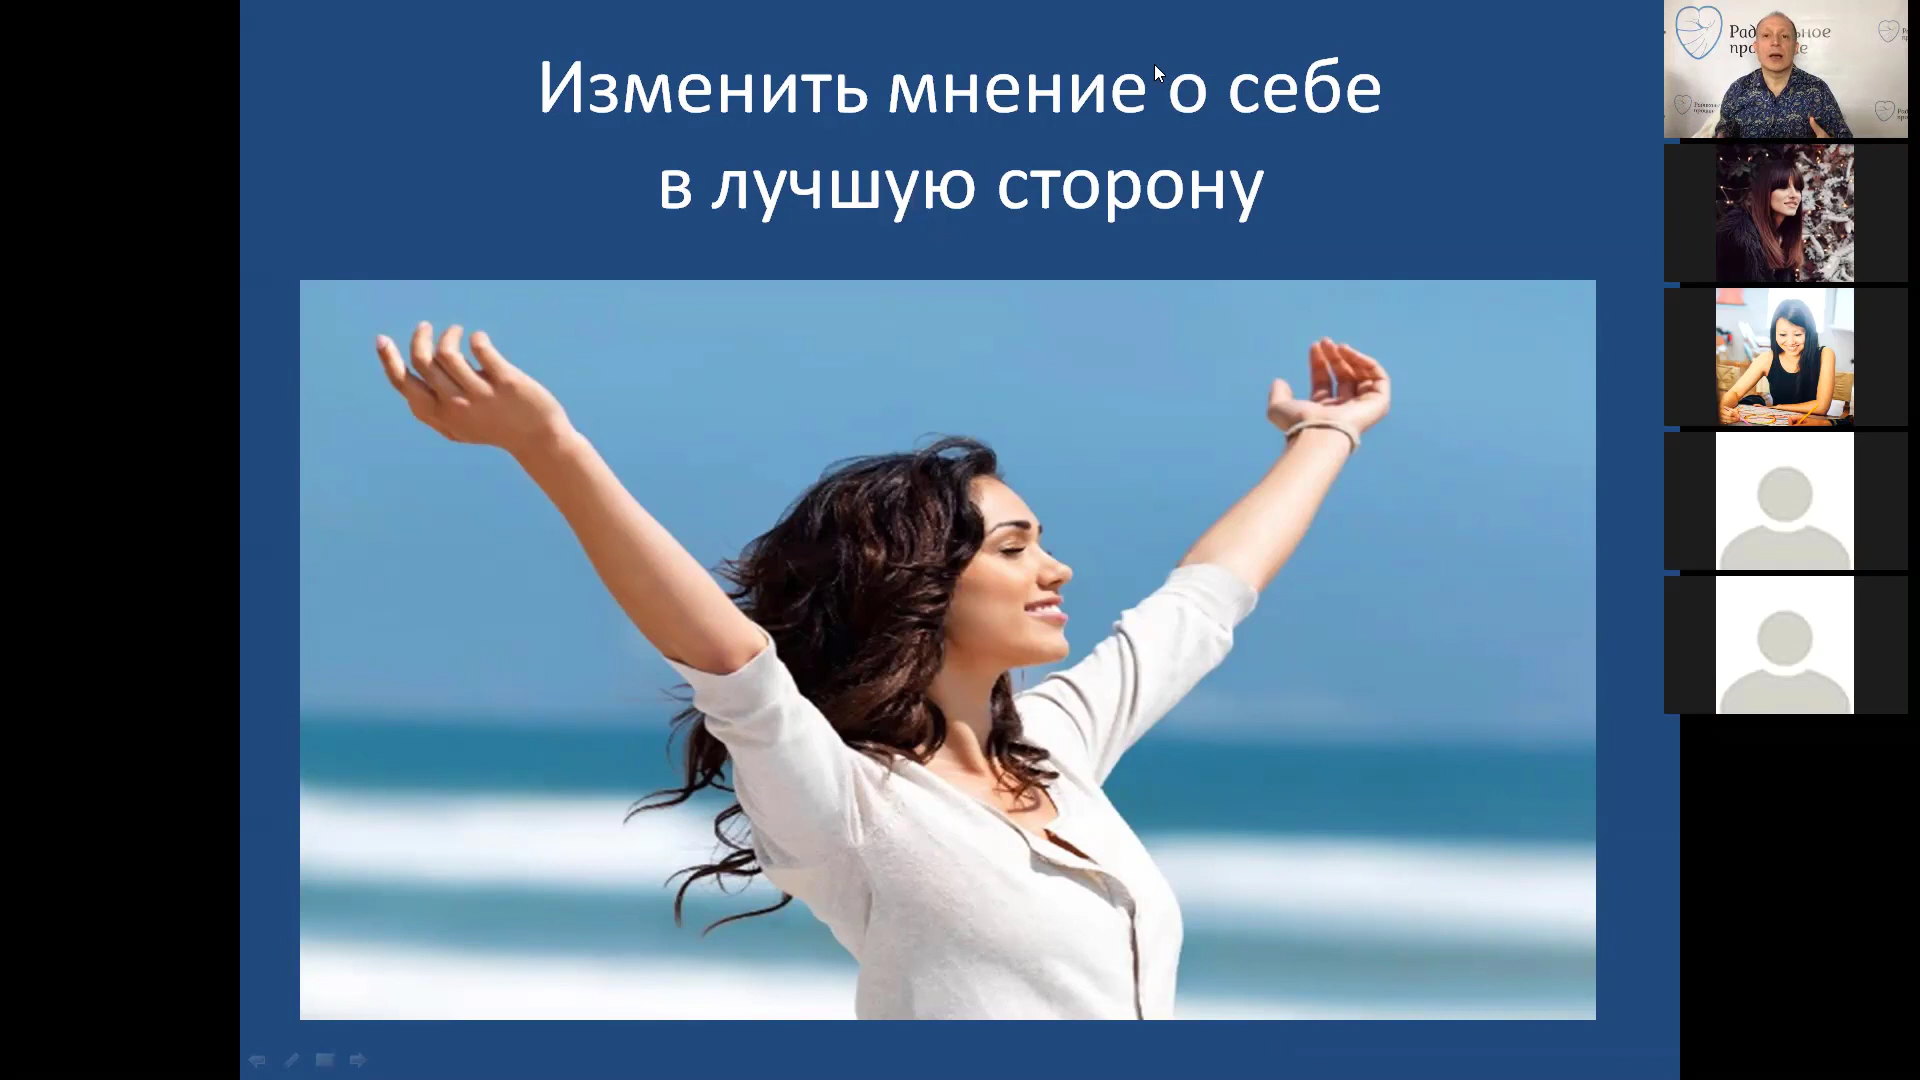 Изменить мнение о себе
в лучшую сторону